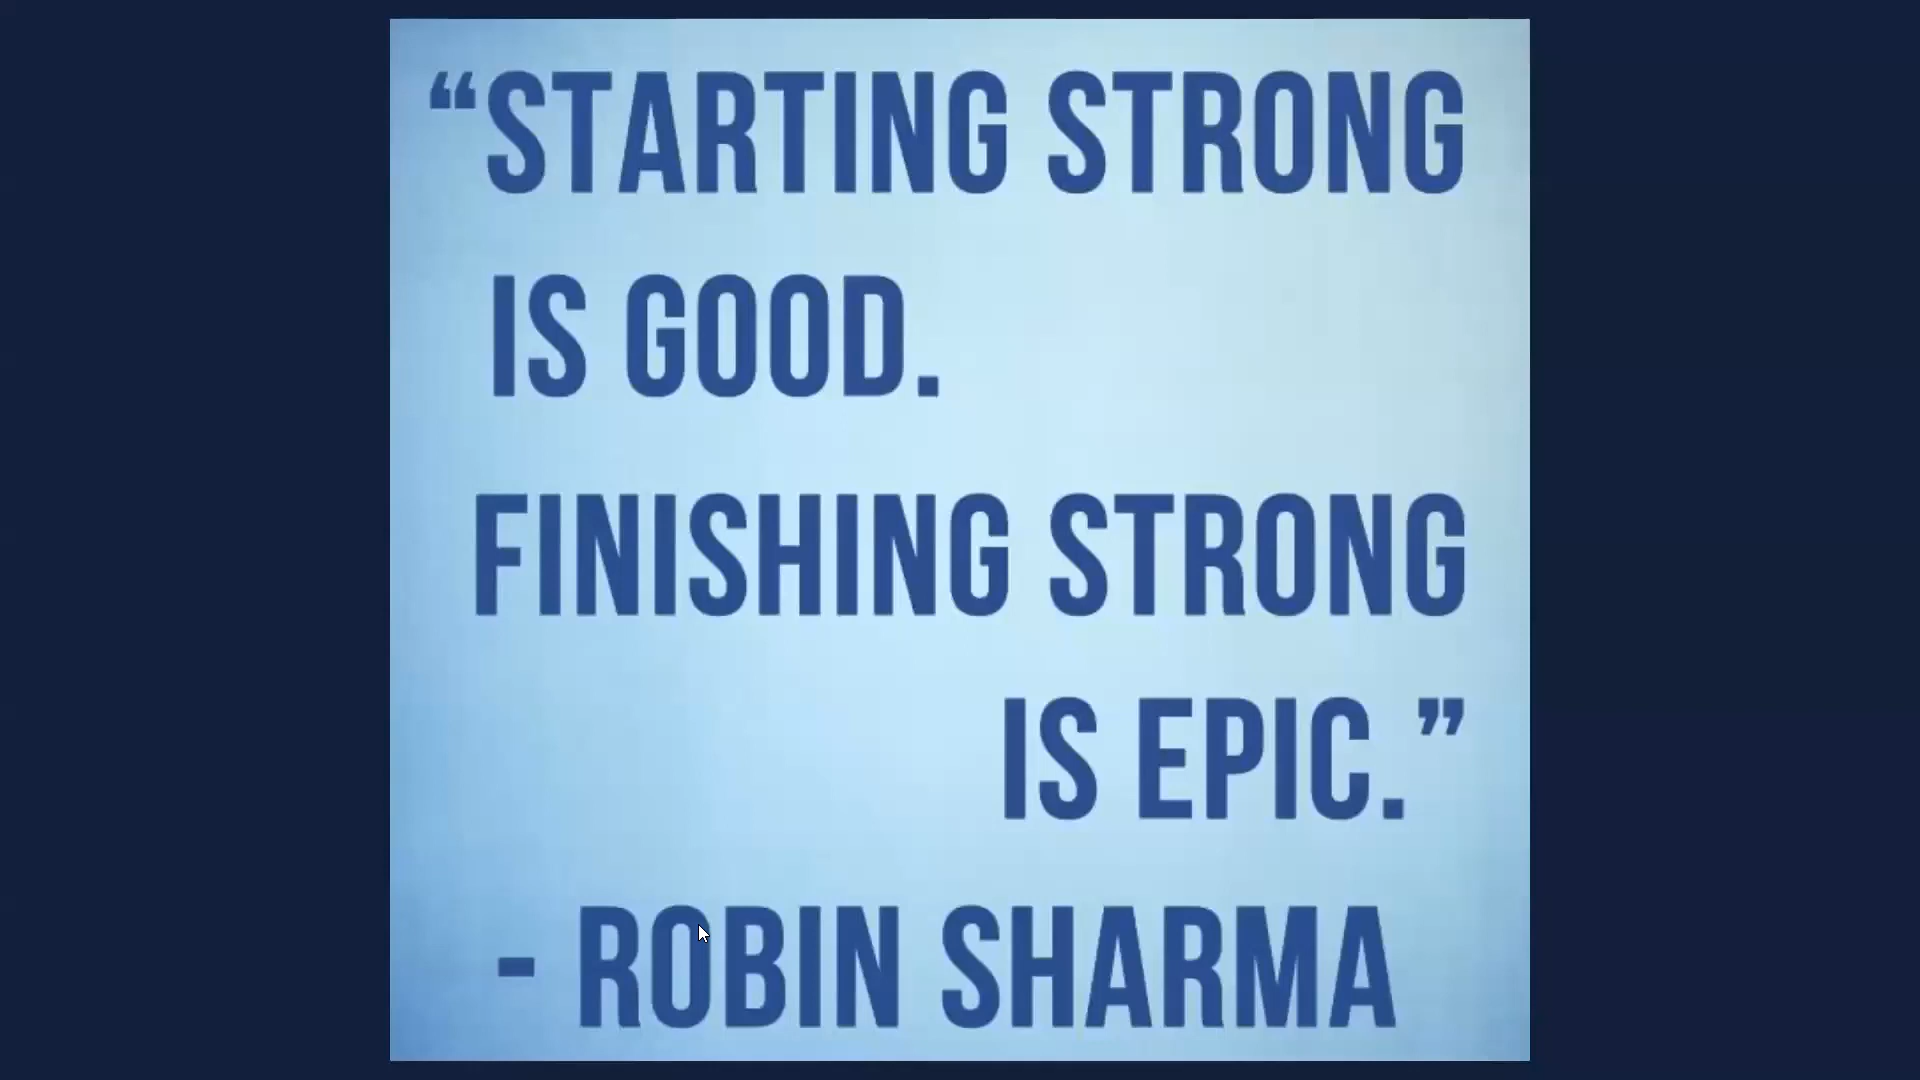 “STARTING STRONG
IS GOOD.
FINISHING STRONG
IS EPIC.”
- ROBIN SHARMA